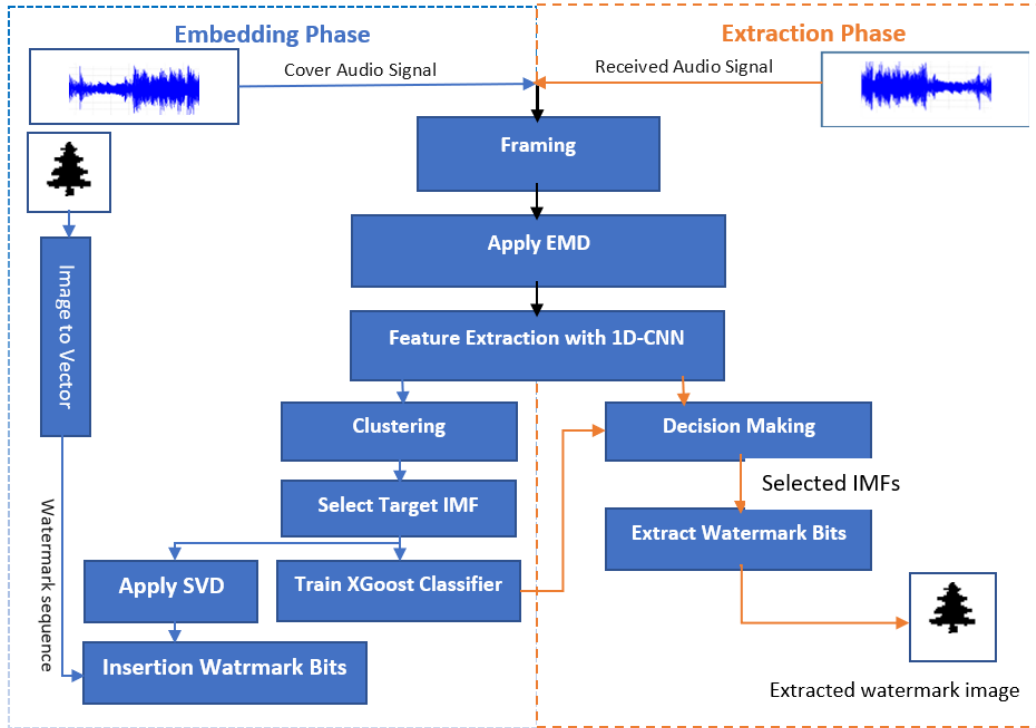 Embedding Phase
Extraction Phase
Cover Audio Signal
Received Audio Signal
Framing
Apply EMD
Image to Vector
Feature Extraction with 1D-CNN
Clustering
Decision Making
Selected IMFs
Select Target IMF
Watermark sequence
Extract Watermark Bits
Apply SVD
Train XGoost Classifier
Insertion Watrmark Bits
Extracted watermark image